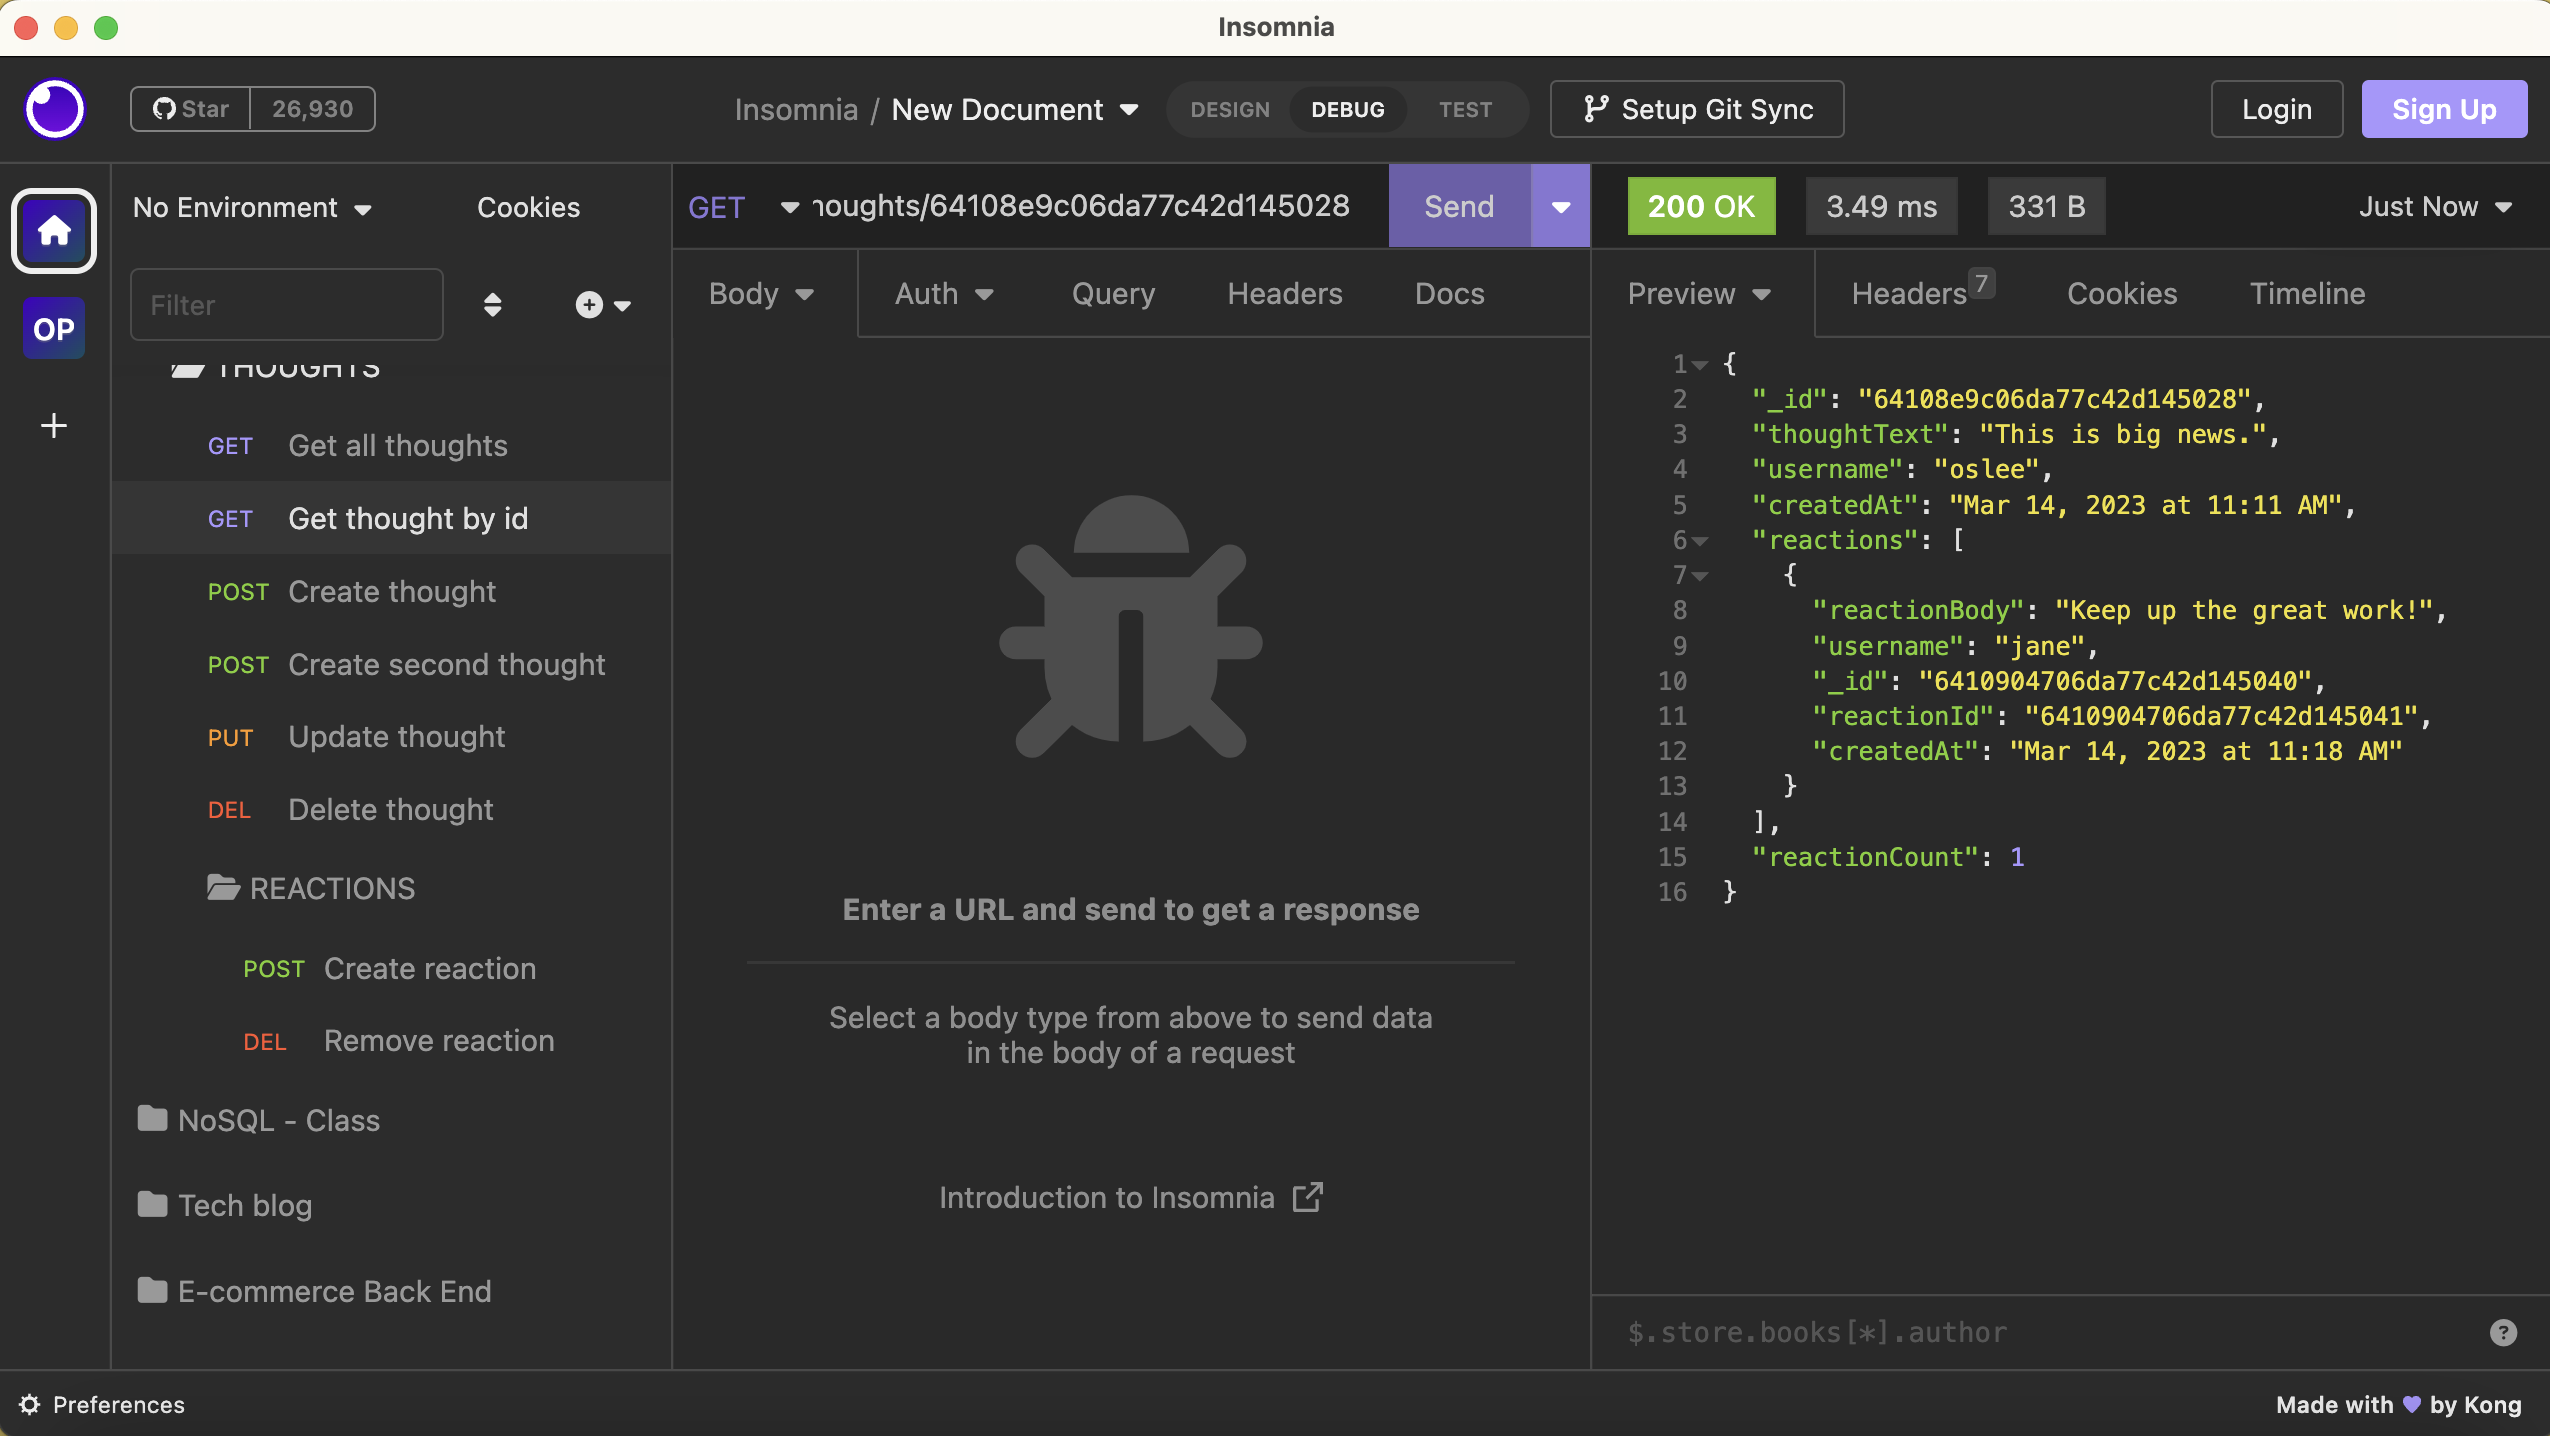 Insomnia
Star 26,930
Insomnia / New Document
DESIGN DEBUG TEST
Setup Git Sync
Login
Sign Up
OP
No Environment
Cookies
Filter
THOUGHTS
GET Get all thoughts
GET Get thought by id
POST Create thought
POST Create second thought
PUT Update thought
DEL Delete thought
REACTIONS
POST Create reaction
DEL Remove reaction
NoSQL - Class
Tech blog
E-commerce Back End
GET houghts/64108e9c06da77c42d145028 Send
Body Auth Query Headers Docs
Enter a URL and send to get a response
Select a body type from above to send data
in the body of a request
Introduction to Insomnia
200 OK 3.49 ms 331 B Just Now
Preview Headers 7 Cookies Timeline
1 {
2 "_id": "64108e9c06da77c42d145028",
3 "thoughtText": "This is big news.",
4 "username": "oslee",
5 "createdAt": "Mar 14, 2023 at 11:11 AM",
6 "reactions": [
7 {
8 "reactionBody": "Keep up the great work!",
9 "username": "jane",
10 "_id": "6410904706da77c42d145040",
11 "reactionId": "6410904706da77c42d145041",
12 "createdAt": "Mar 14, 2023 at 11:18 AM"
13 }
14 ],
15 "reactionCount": 1
16 }
$.store.books[*].author
?
Preferences
Made with 💜 by Kong